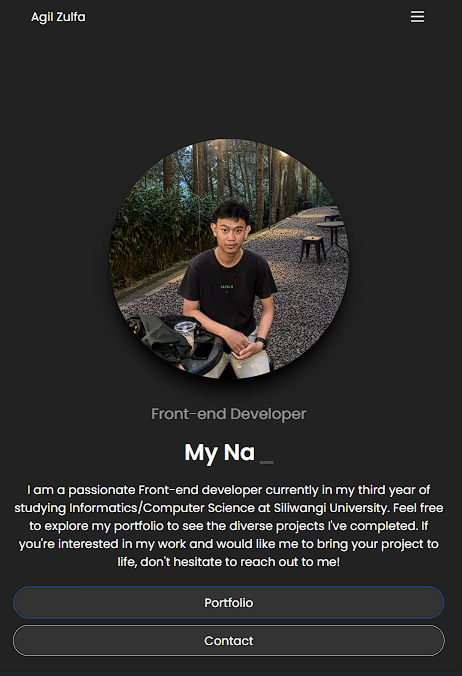 Agil Zulfa
Front-end Developer
My Na _
I am a passionate Front-end developer currently in my third year of
studying Informatics/Computer Science at Siliwangi University. Feel free
to explore my portfolio to see the diverse projects I've completed. If
you're interested in my work and would like me to bring your project to
life, don't hesitate to reach out to me!
Portfolio
Contact